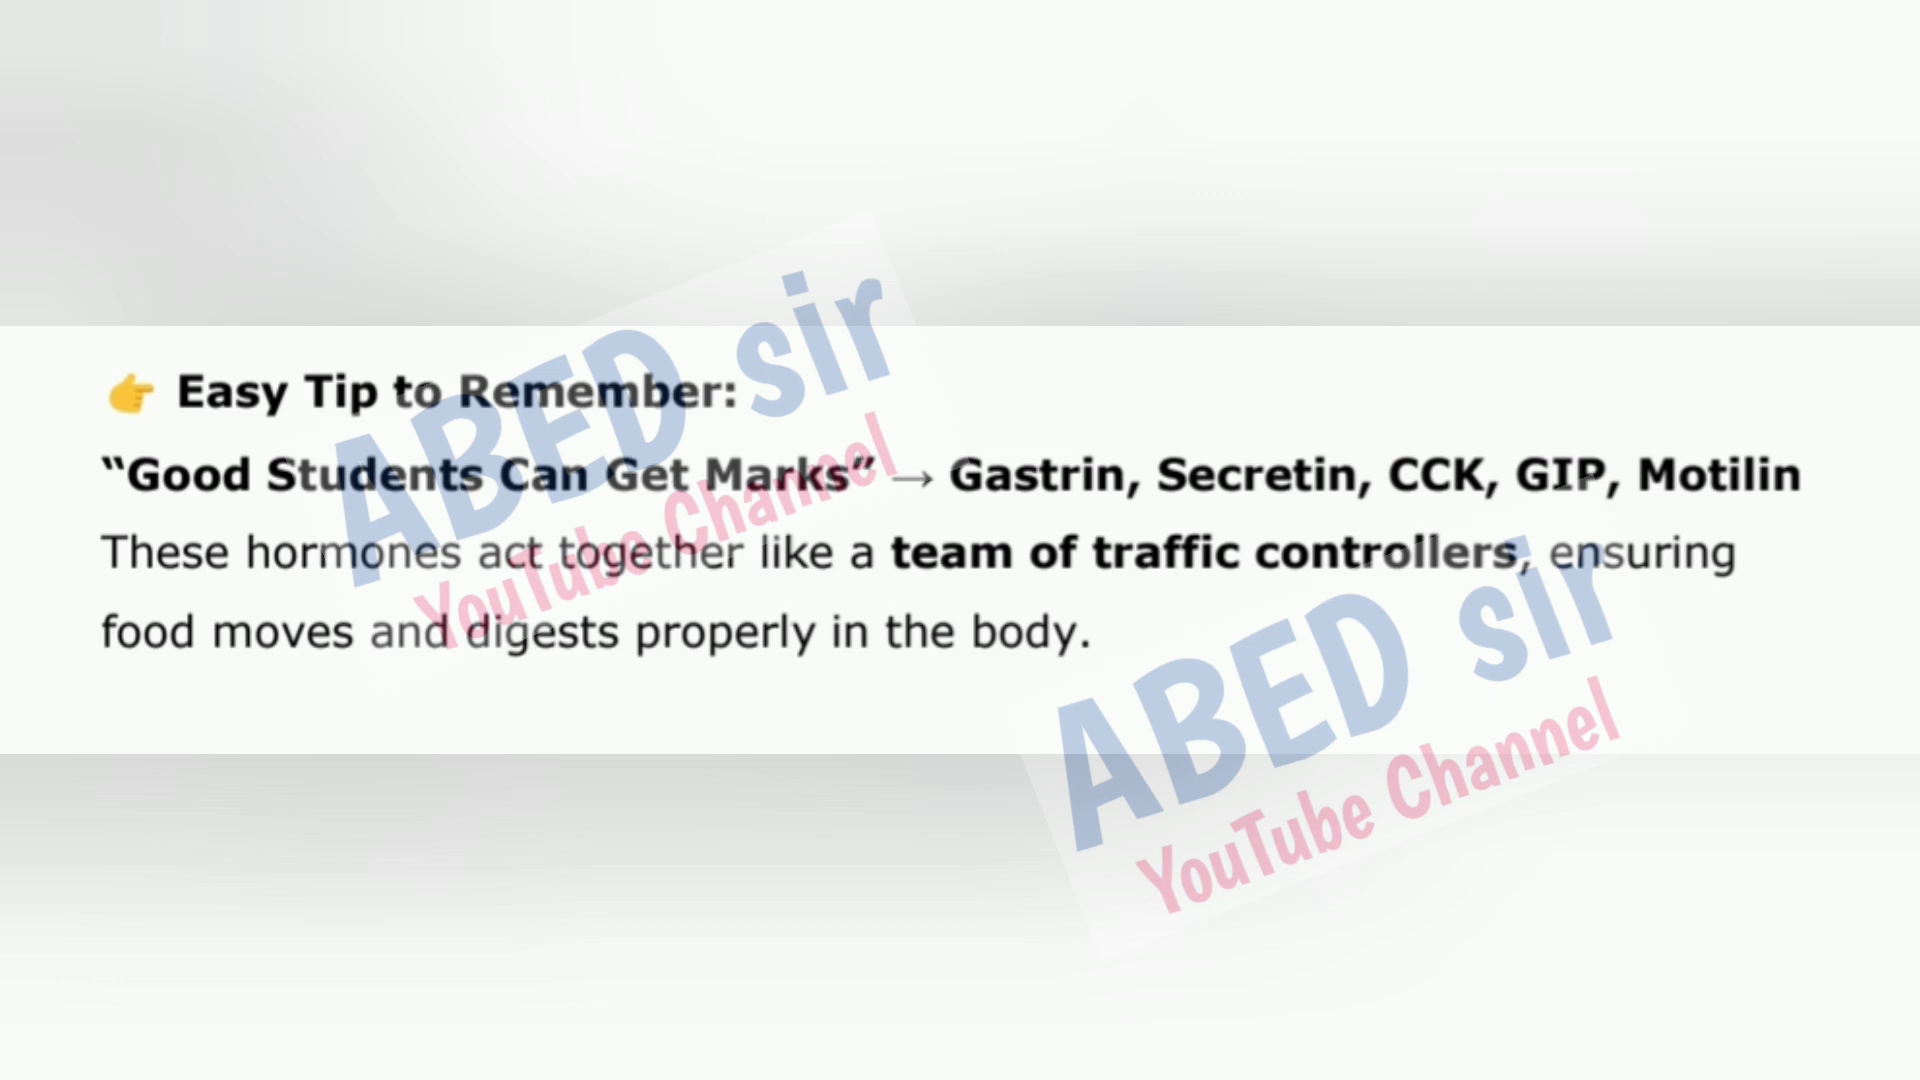 👉 Easy Tip to Remember:
“Good Students Can Get Marks” → Gastrin, Secretin, CCK, GIP, Motilin
These hormones act together like a team of traffic controllers, ensuring
food moves and digests properly in the body.
ABED sir
YouTube Channel
ABED sir
YouTube Channel